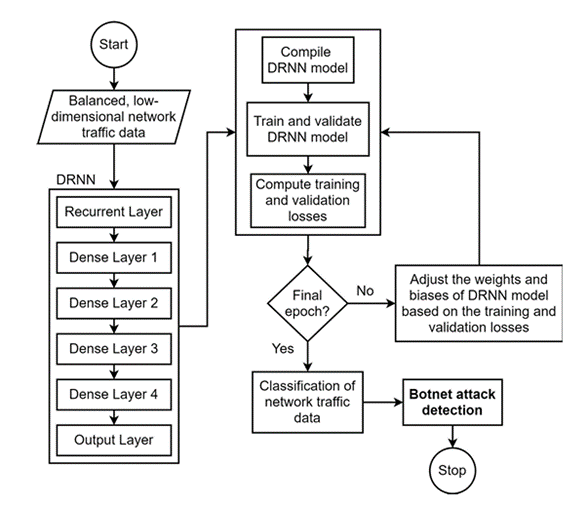 Start
Balanced, low-
dimensional network
traffic data
DRNN
Recurrent Layer
Dense Layer 1
Dense Layer 2
Dense Layer 3
Dense Layer 4
Output Layer
Compile
DRNN model
Train and validate
DRNN model
Compute training
and validation
losses
Final
epoch?
No
Adjust the weights and
biases of DRNN model
based on the training and
validation losses
Yes
Classification of
network traffic
data
Botnet attack
detection
Stop